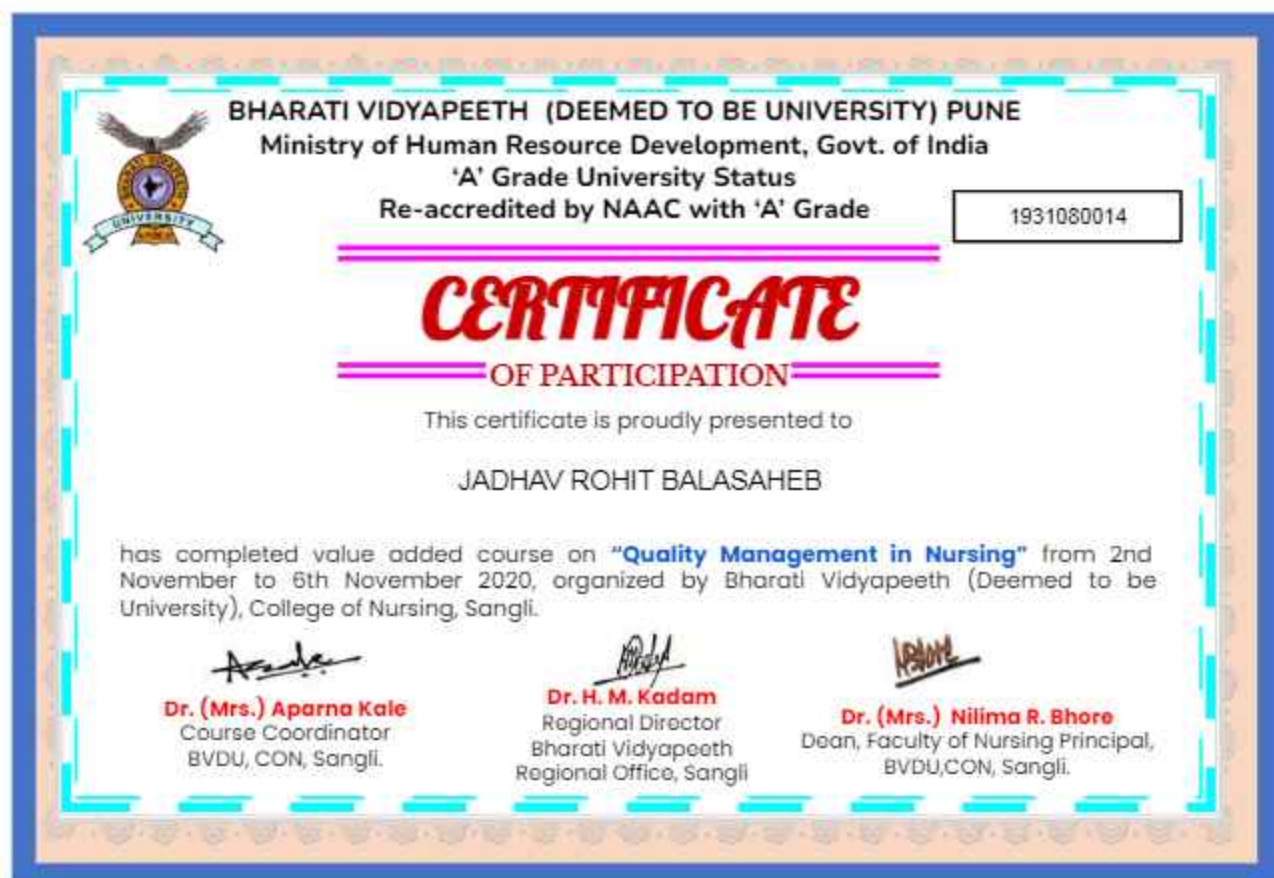 BHARATI VIDYAPEETH (DEEMED TO BE UNIVERSITY) PUNE
Ministry of Human Resource Development, Govt. of India
‘A’ Grade University Status
Re-accredited by NAAC with ‘A’ Grade
1931080014
BHARATI VIDYAPEETH
UNIVERSITY
CERTIFICATE
OF PARTICIPATION
This certificate is proudly presented to
JADHAV ROHIT BALASAHEB
has completed value added course on “Quality Management in Nursing” from 2nd
November to 6th November 2020, organized by Bharati Vidyapeeth (Deemed to be
University), College of Nursing, Sangli.
Dr. (Mrs.) Aparna Kale
Course Coordinator
BVDU, CON, Sangli.
Dr. H. M. Kadam
Regional Director
Bharati Vidyapeeth
Regional Office, Sangli
Dr. (Mrs.) Nilima R. Bhore
Dean, Faculty of Nursing Principal,
BVDU,CON, Sangli.